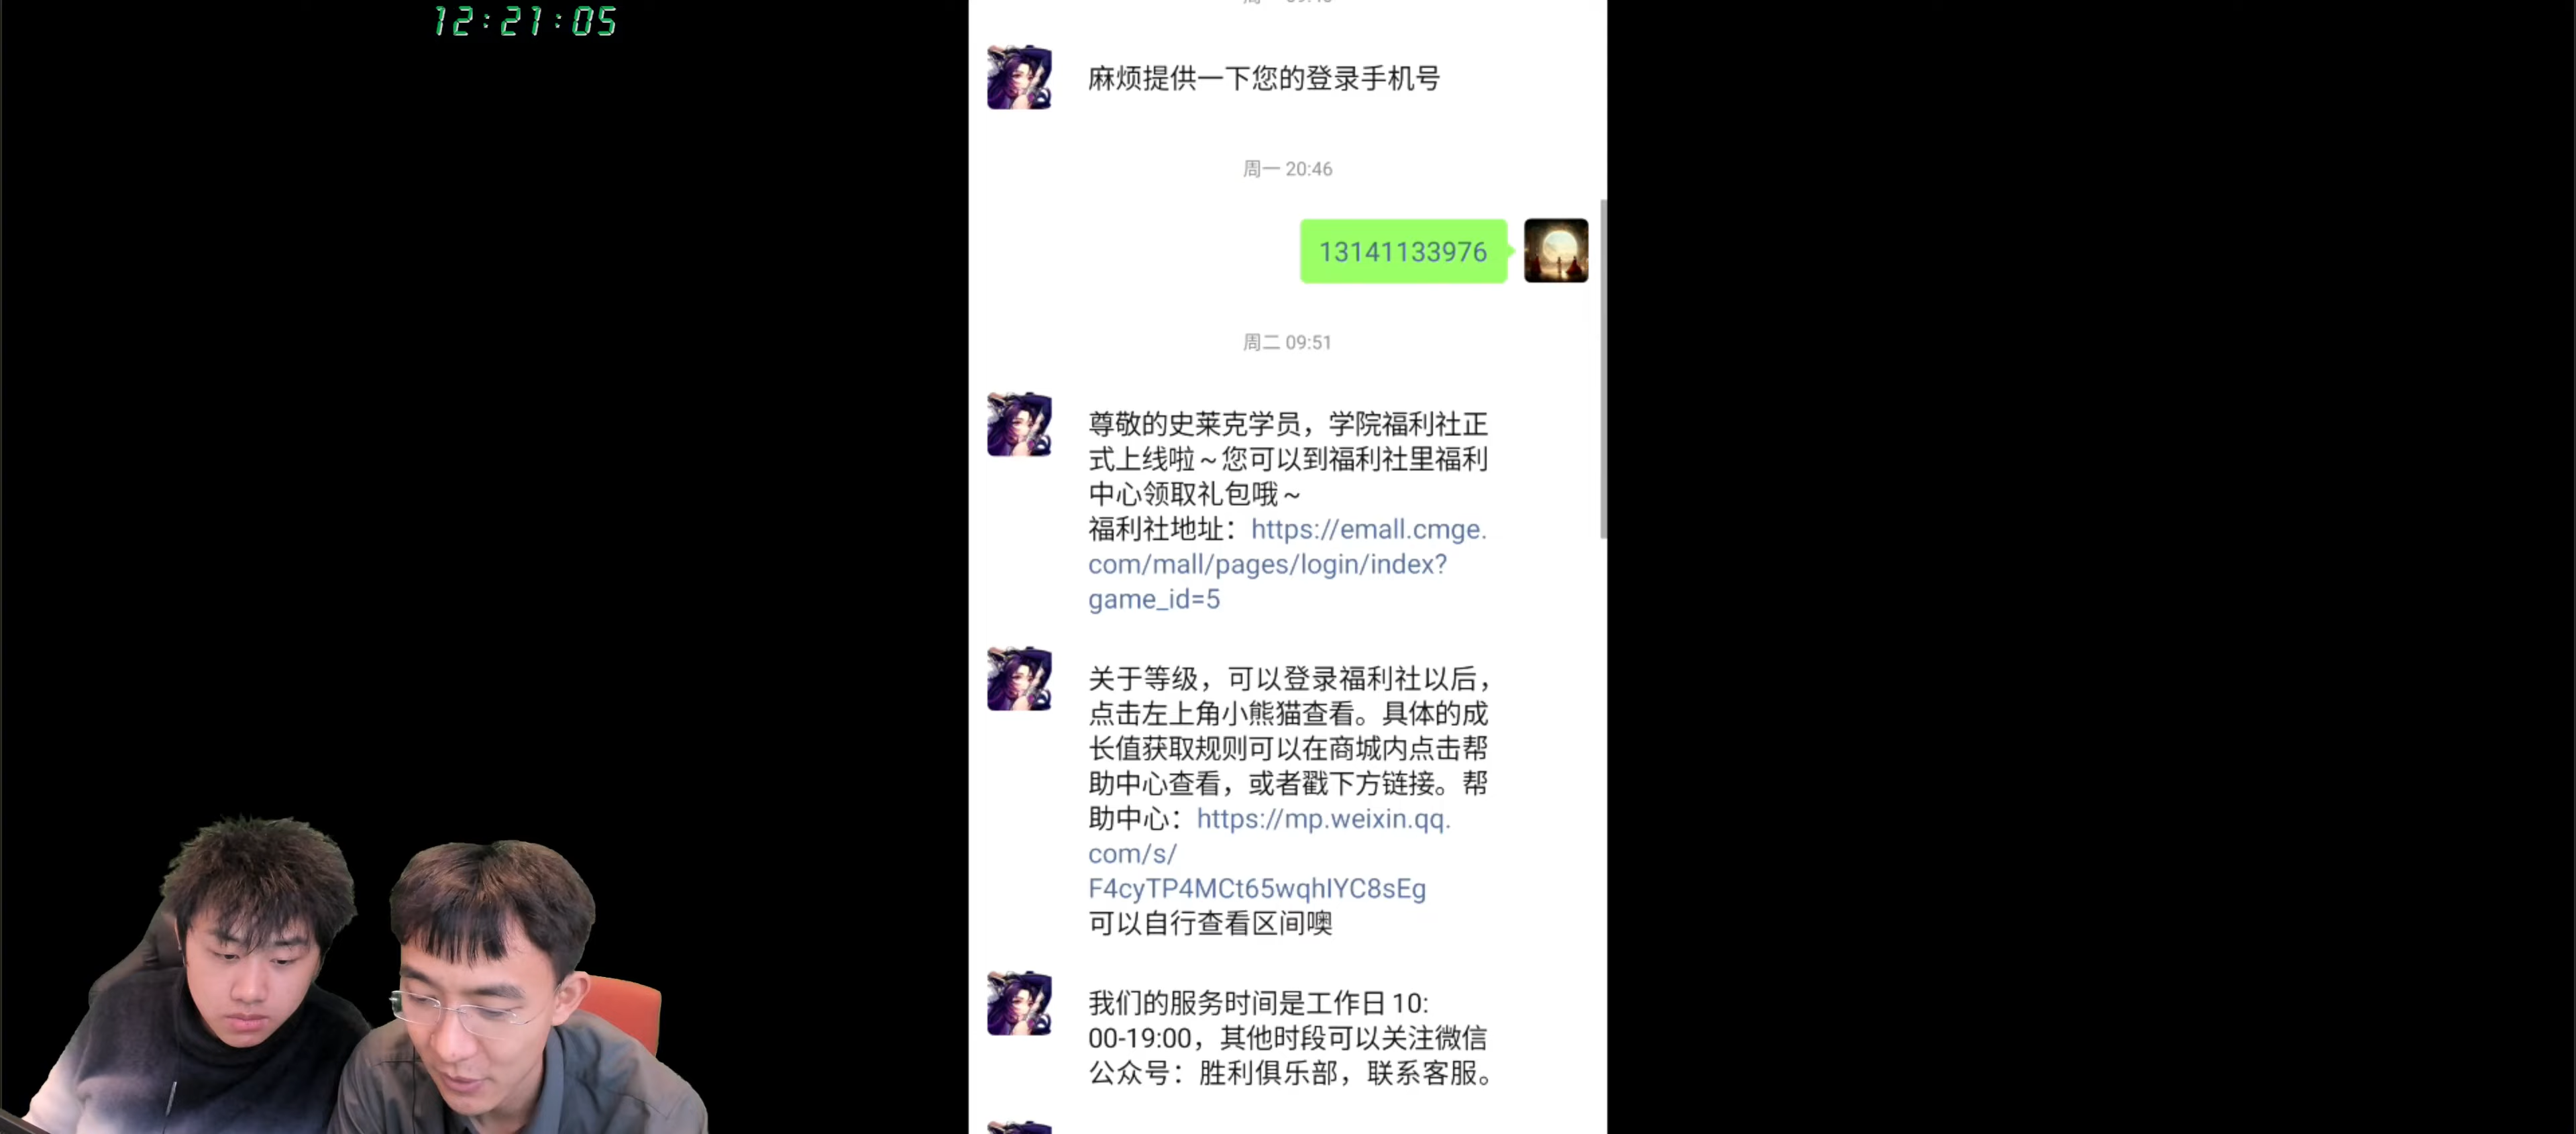 12:21:05
麻烦提供一下您的登录手机号
周一 20:46
13141133976
周二 09:51
尊敬的史莱克学员，学院福利社正
式上线啦～您可以到福利社里福利
中心领取礼包哦～
福利社地址：https://emall.cmge.
com/mall/pages/login/index?
game_id=5
关于等级，可以登录福利社以后，
点击左上角小熊猫查看。具体的成
长值获取规则可以在商城内点击帮
助中心查看，或者戳下方链接。帮
助中心：https://mp.weixin.qq.
com/s/
F4cyTP4MCt65wqhIYC8sEg
可以自行查看区间噢
我们的服务时间是工作日 10:
00-19:00，其他时段可以关注微信
公众号：胜利俱乐部，联系客服。